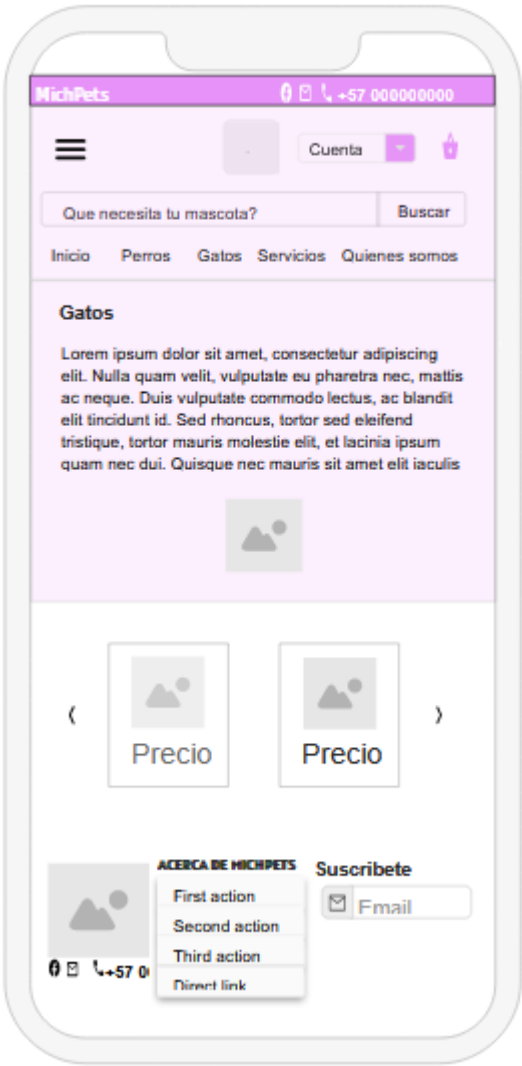 MichPets +57 000000000
Cuenta
Que necesita tu mascota? Buscar
Inicio Perros Gatos Servicios Quienes somos
Gatos
Lorem ipsum dolor sit amet, consectetur adipiscing
elit. Nulla quam velit, vulputate eu pharetra nec, mattis
ac neque. Duis vulputate commodo lectus, ac blandit
elit tincidunt id. Sed rhoncus, tortor sed eleifend
tristique, tortor mauris molestie elit, et lacinia ipsum
quam nec dui. Quisque nec mauris sit amet elit iaculis
Precio Precio
ACERCA DE MICHPETS
Suscribete
First action
Email
Second action
Third action
+57 0
Direct link